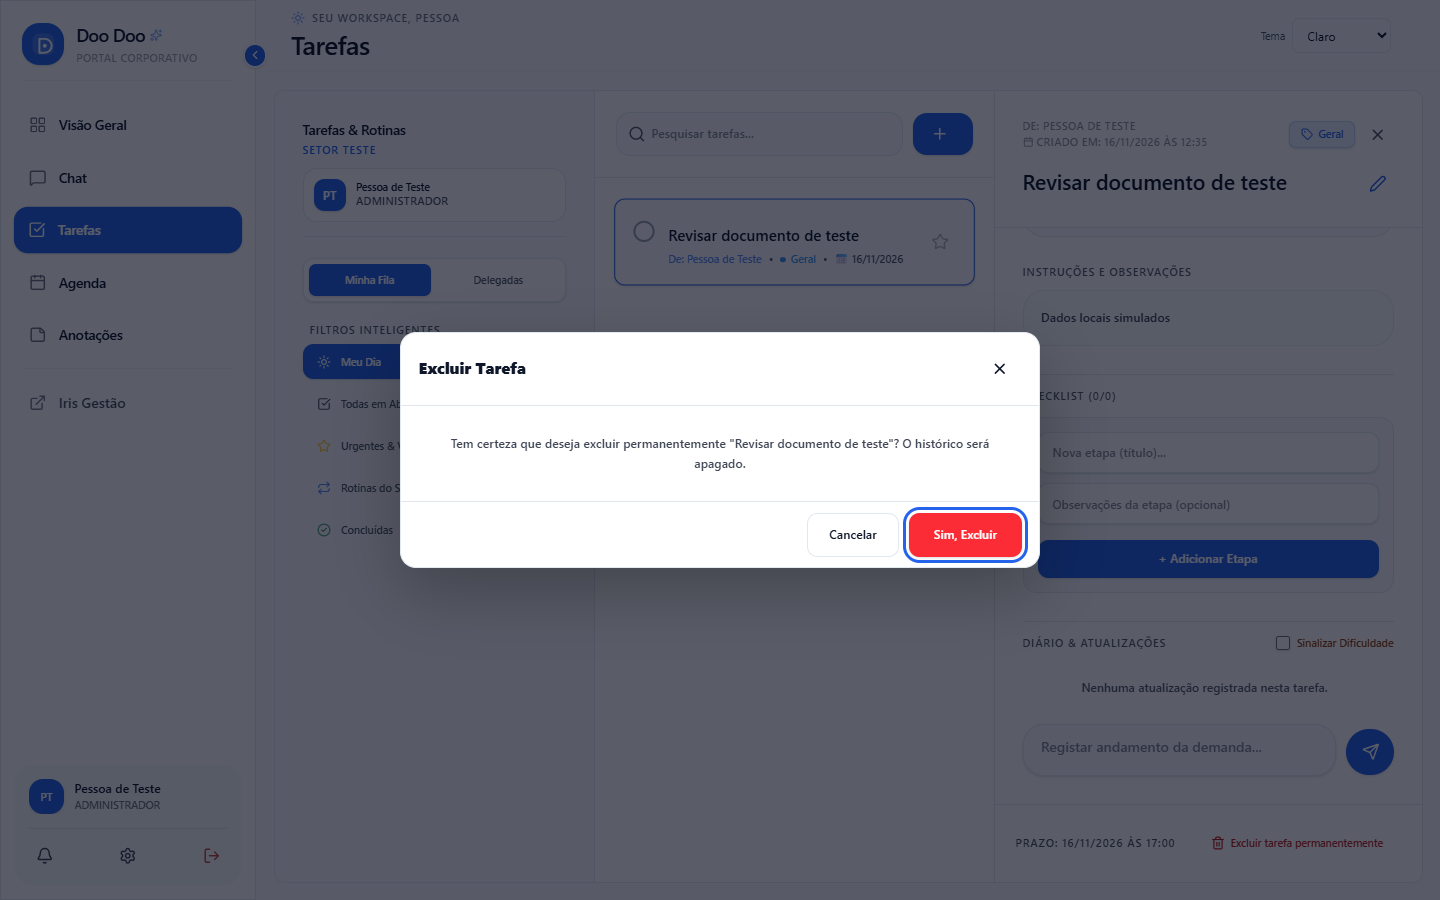 Doo Doo
PORTAL CORPORATIVO
Visão Geral
Chat
Tarefas
Agenda
Anotações
Iris Gestão
PT
Pessoa de Teste
ADMINISTRADOR
SEU WORKSPACE, PESSOA
Tarefas
Tema
Claro
Tarefas & Rotinas
SETOR TESTE
PT
Pessoa de Teste
ADMINISTRADOR
Minha Fila
Delegadas
FILTROS INTELIGENTES
Meu Dia
Todas em Ab
Urgentes &
Rotinas do S
Concluídas
Pesquisar tarefas...
+
Revisar documento de teste
De: Pessoa de Teste • Geral • 16/11/2026
DE: PESSOA DE TESTE
CRIADO EM: 16/11/2026 ÀS 12:35
Geral
Revisar documento de teste
INSTRUÇÕES E OBSERVAÇÕES
Dados locais simulados
ECKLIST (0/0)
Nova etapa (título)...
Observações da etapa (opcional)
+ Adicionar Etapa
DIÁRIO & ATUALIZAÇÕES
Sinalizar Dificuldade
Nenhuma atualização registrada nesta tarefa.
Registar andamento da demanda...
PRAZO: 16/11/2026 ÀS 17:00
Excluir tarefa permanentemente
Excluir Tarefa
Tem certeza que deseja excluir permanentemente "Revisar documento de teste"? O histórico será
apagado.
Cancelar
Sim, Excluir